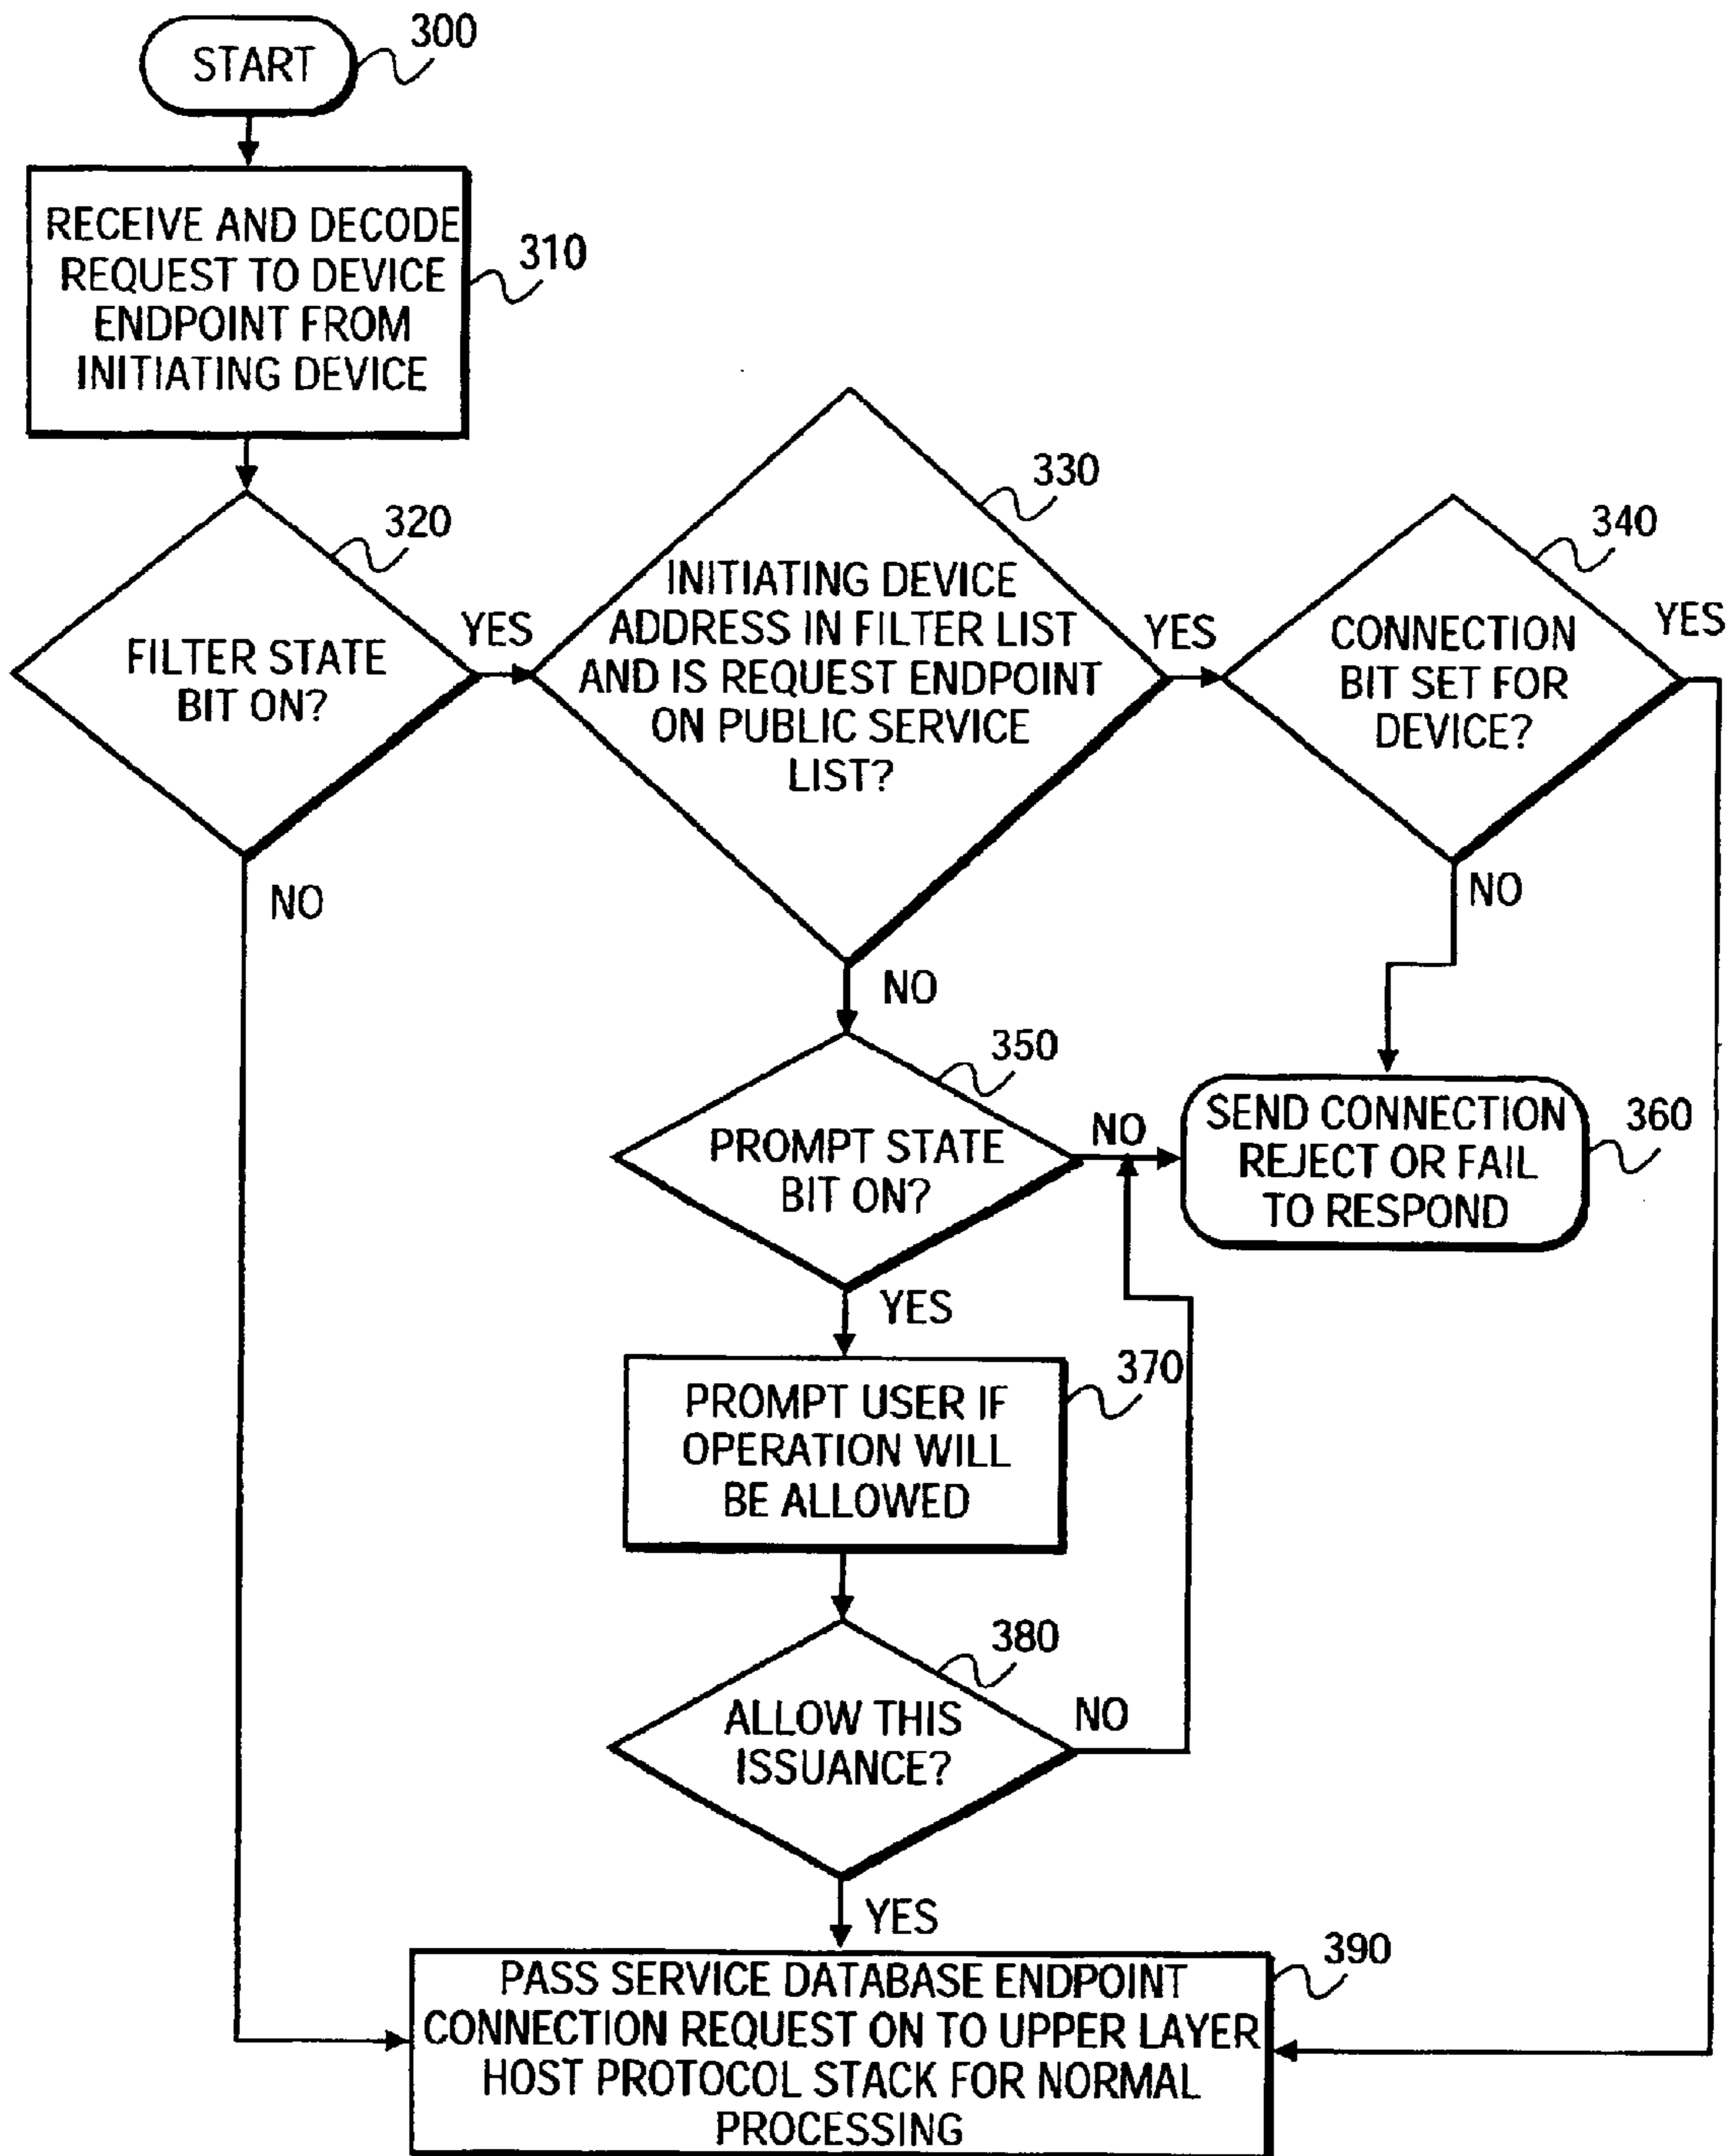 START
300
RECEIVE AND DECODE
REQUEST TO DEVICE
ENDPOINT FROM
INITIATING DEVICE
310
FILTER STATE
BIT ON?
320
YES
NO
INITIATING DEVICE
ADDRESS IN FILTER LIST
AND IS REQUEST ENDPOINT
ON PUBLIC SERVICE
LIST?
330
YES
NO
CONNECTION
BIT SET FOR
DEVICE?
340
YES
NO
PROMPT STATE
BIT ON?
350
NO
YES
SEND CONNECTION
REJECT OR FAIL
TO RESPOND
360
PROMPT USER IF
OPERATION WILL
BE ALLOWED
370
ALLOW THIS
ISSUANCE?
380
NO
YES
PASS SERVICE DATABASE ENDPOINT
CONNECTION REQUEST ON TO UPPER LAYER
HOST PROTOCOL STACK FOR NORMAL
PROCESSING
390